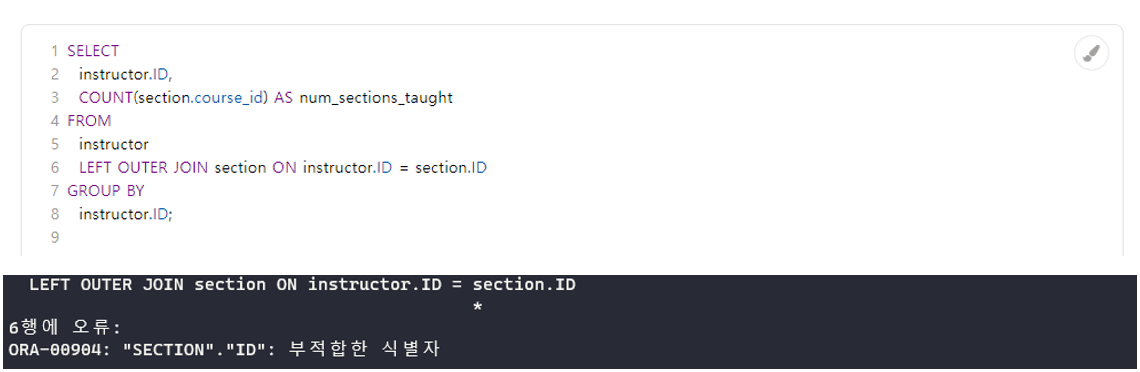 1 SELECT
2 instructor.ID,
3 COUNT(section.course_id) AS num_sections_taught
4 FROM
5 instructor
6 LEFT OUTER JOIN section ON instructor.ID = section.ID
7 GROUP BY
8 instructor.ID;
9
LEFT OUTER JOIN section ON instructor.ID = section.ID
*
6행에 오류:
ORA-00904: "SECTION"."ID": 부적합한 식별자